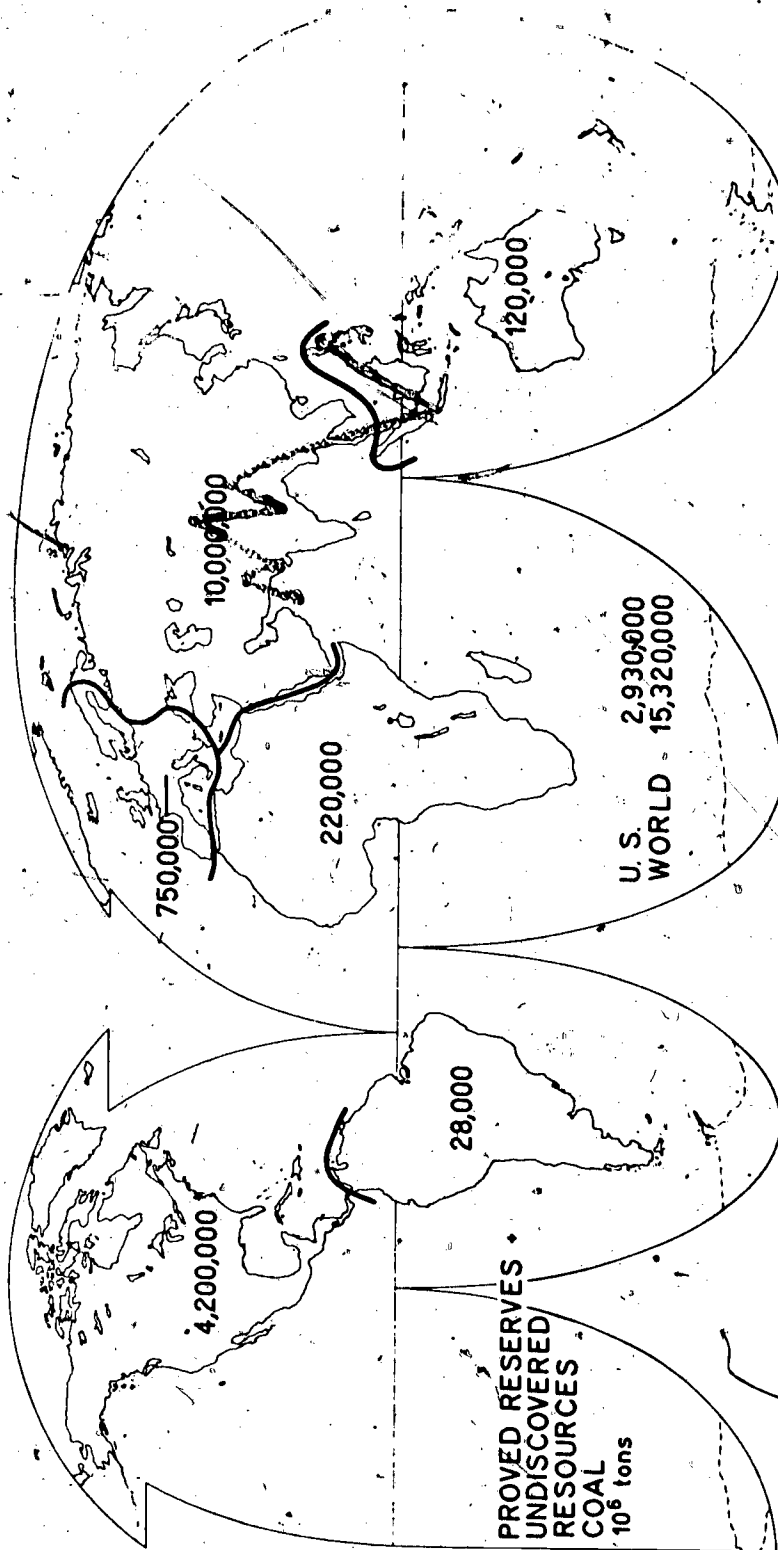 4,200,000
750,000
10,000,000
220,000
28,000
120,000
PROVED RESERVES +
UNDISCOVERED
RESOURCES
COAL
10⁶ tons
U.S. 2,930,000
WORLD - 15,320,000